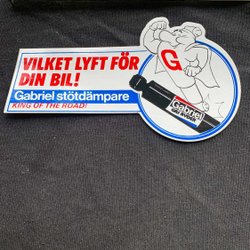 VILKET LYFT FÖR
DIN BIL!
Gabriel stötdämpare
KING OF THE ROAD!
G
Gabriel